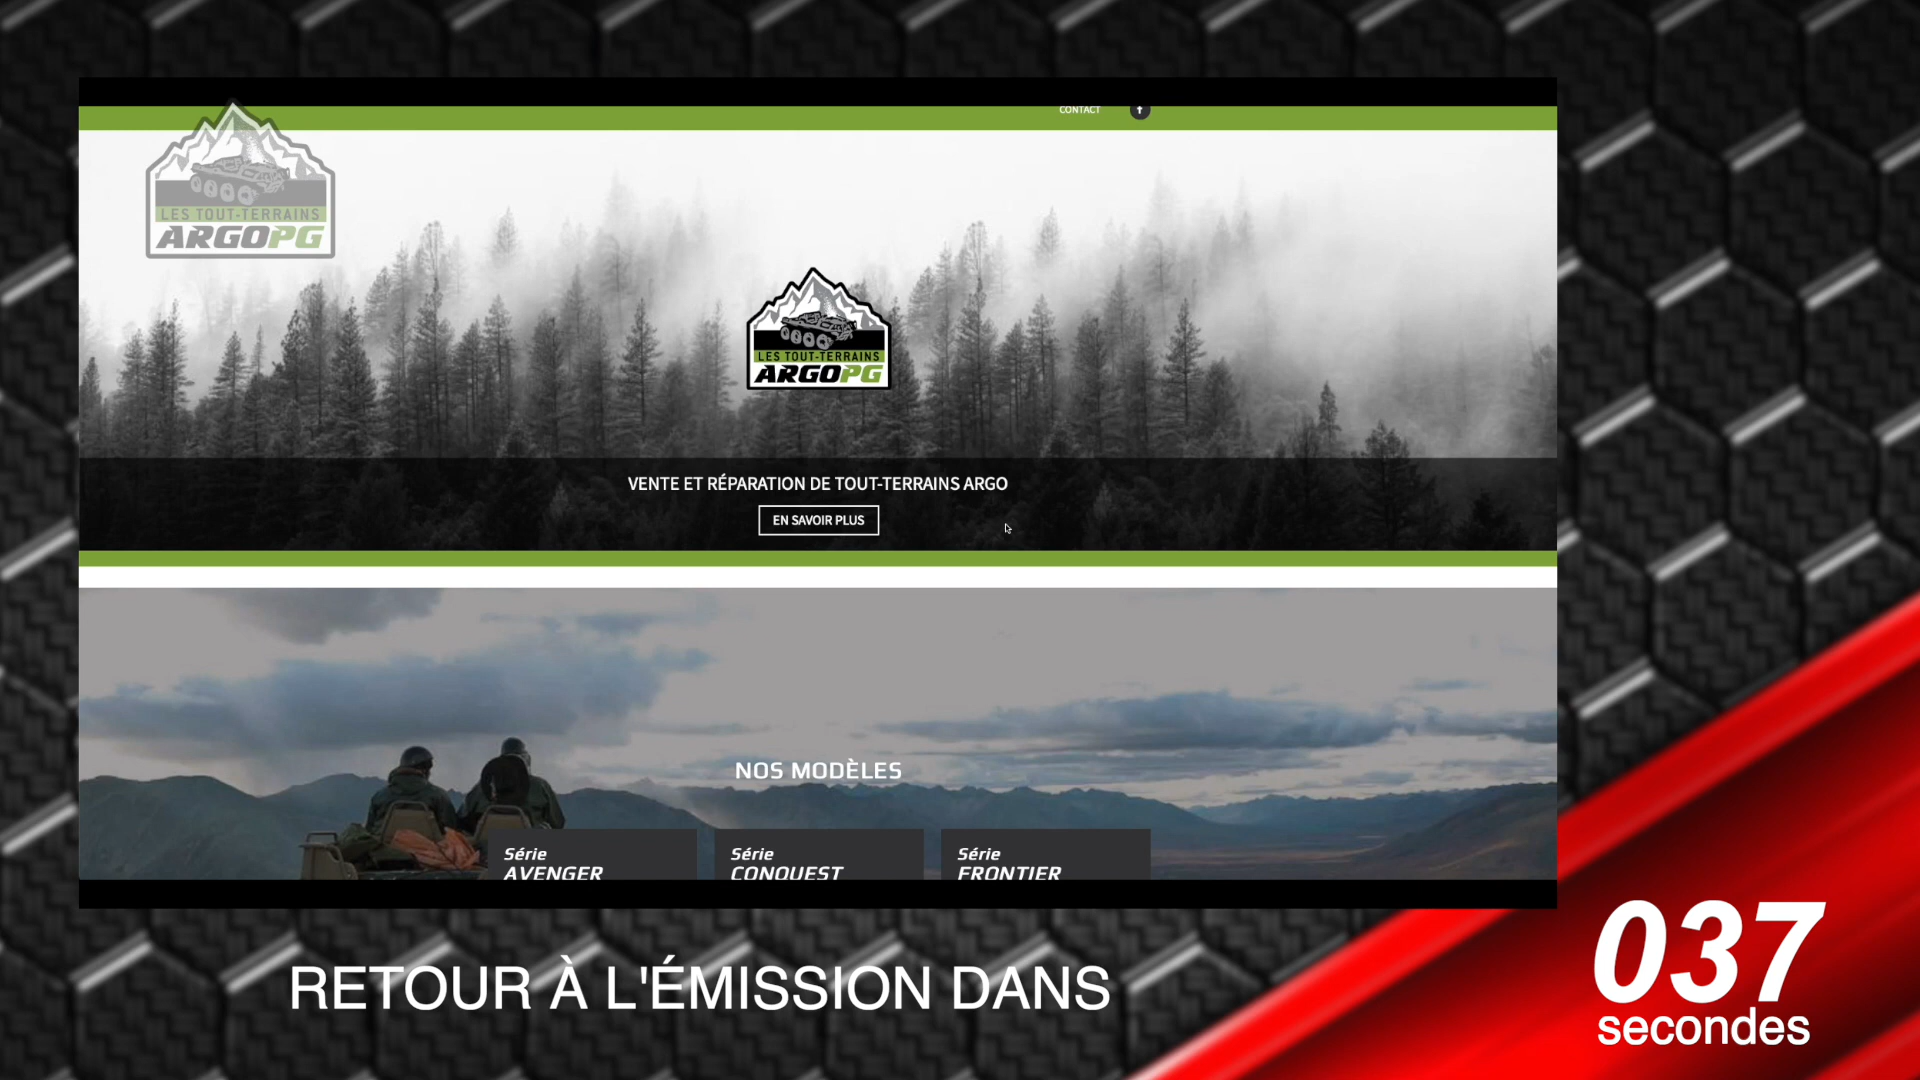 CONTACT
LES TOUT-TERRAINS
ARGOPG
LES TOUT-TERRAINS
ARGOPG
VENTE ET RÉPARATION DE TOUT-TERRAINS ARGO
EN SAVOIR PLUS
NOS MODÈLES
Série
AVENGER
Série
CONQUEST
Série
FRONTIER
RETOUR À L'ÉMISSION DANS
037
secondes